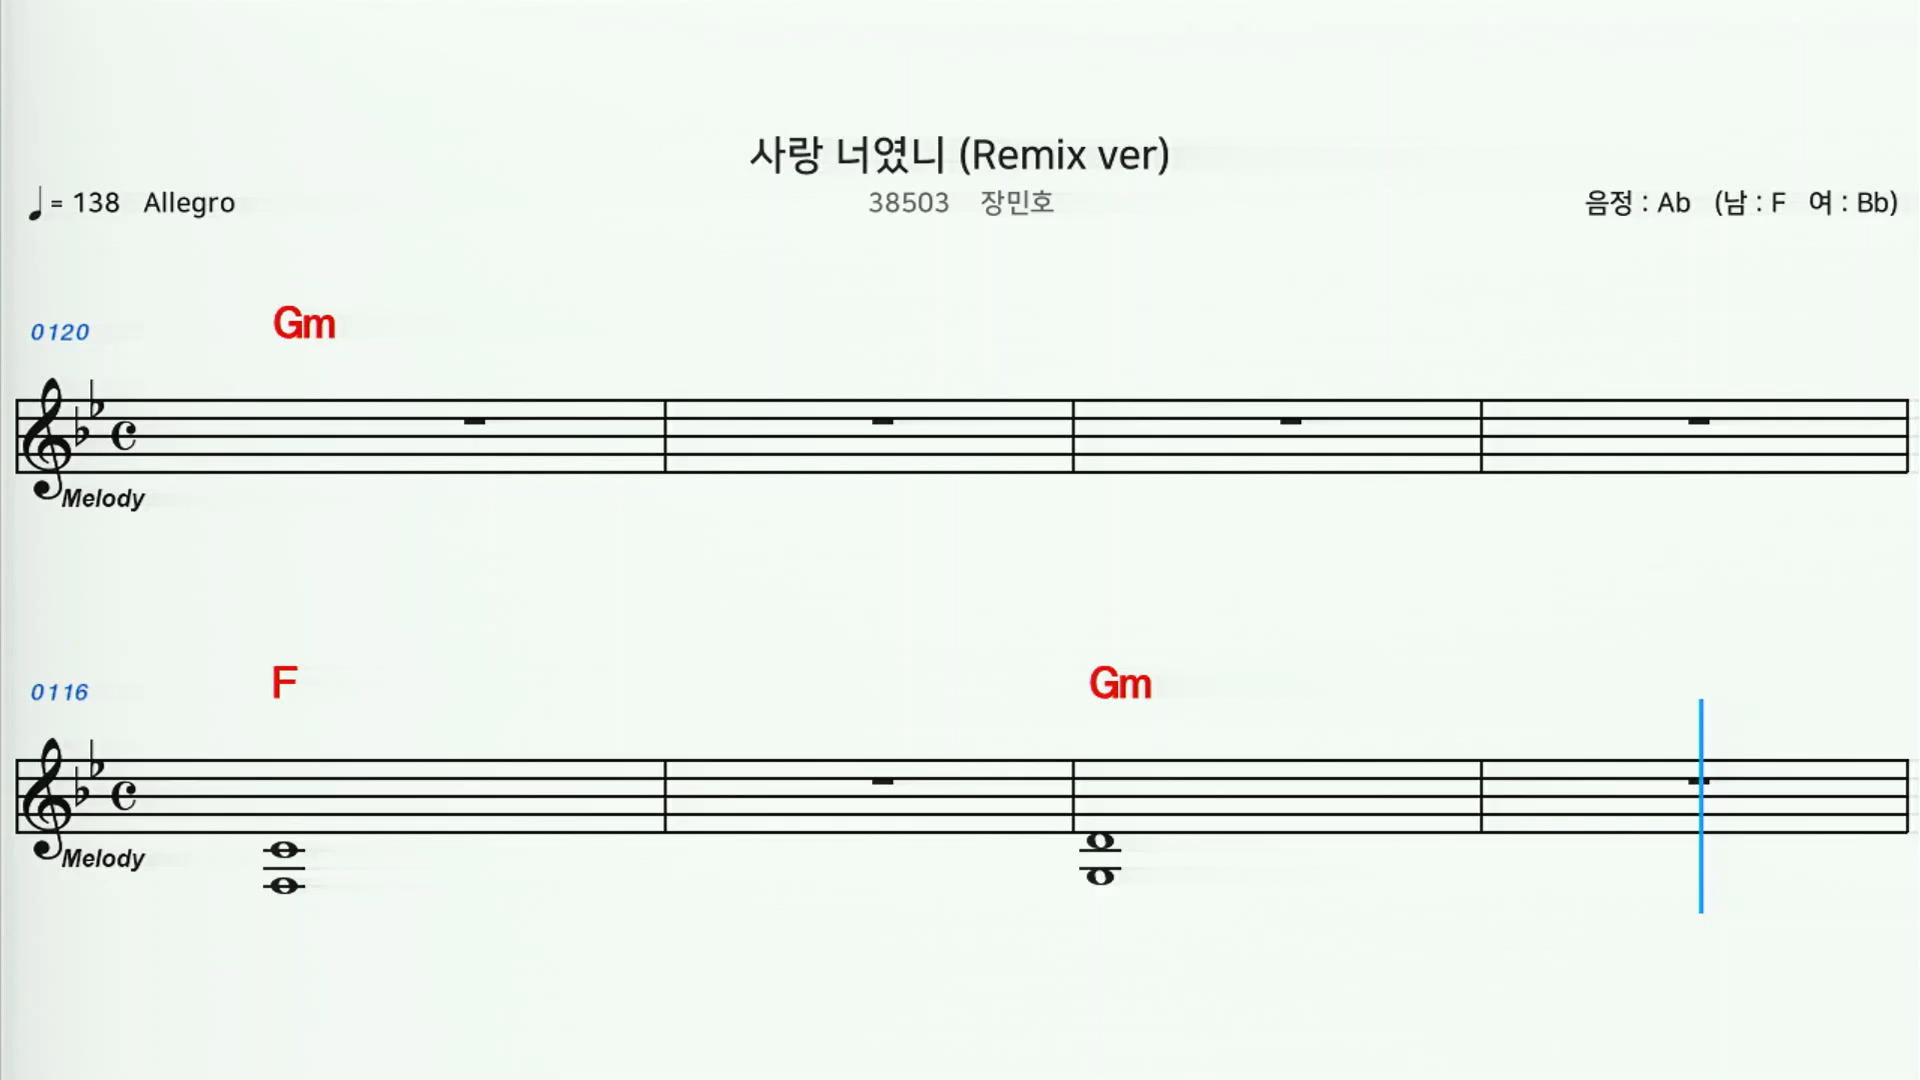 사랑 너였니 (Remix ver)
♩= 138 Allegro
38503 장민호
음정 : Ab (남 : F 여 : Bb)
0120
Gm
Melody
0116
F
Gm
Melody